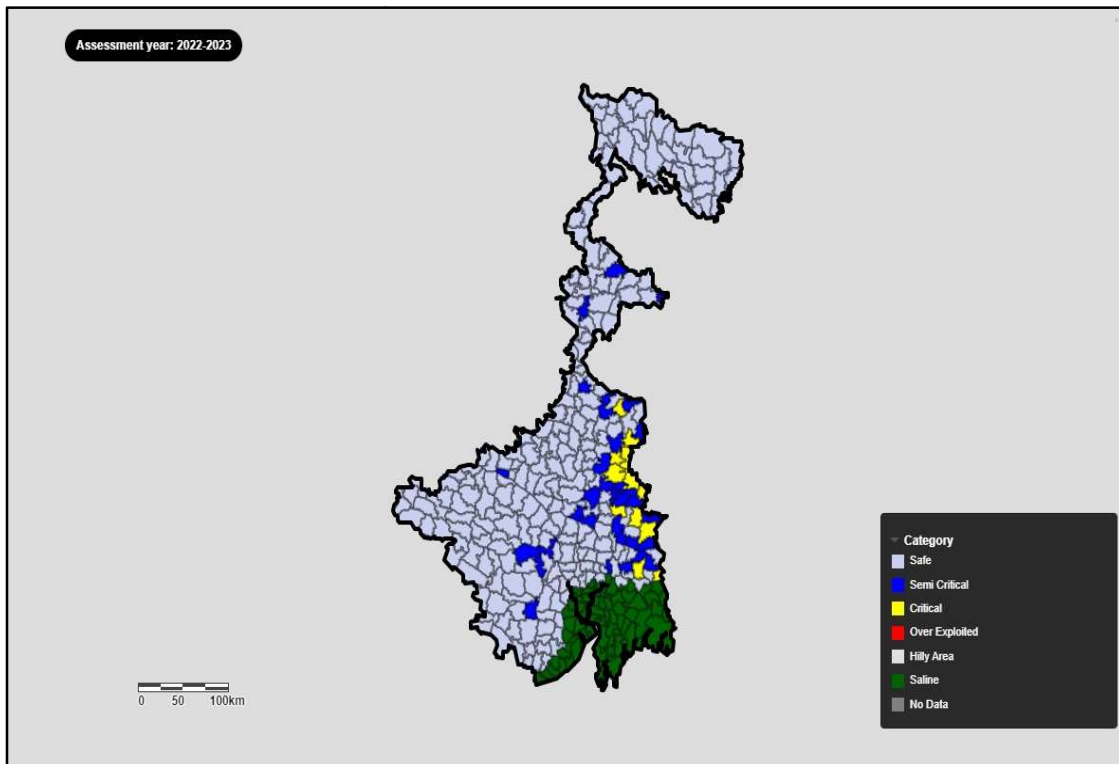 Assessment year: 2022-2023
Category
Safe
Semi Critical
Critical
Over Exploited
Hilly Area
Saline
No Data
0 50 100km